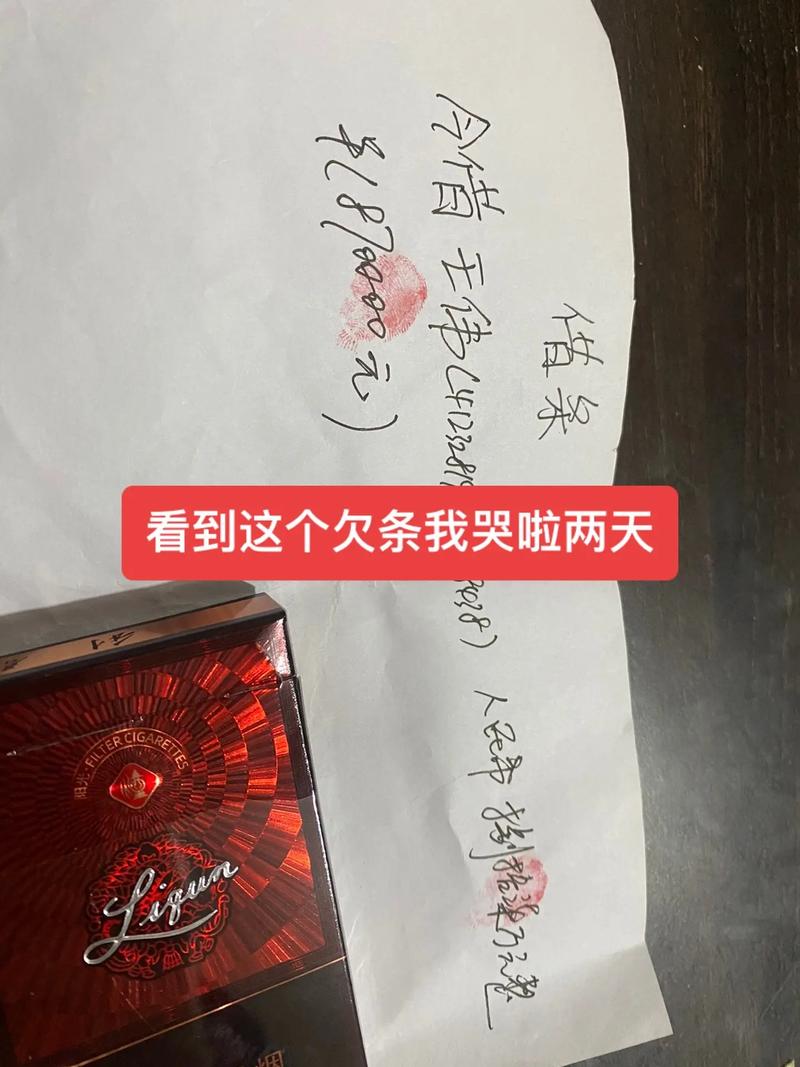 借条
今借王伟(41232819 人民币 捌拾柒万元整
(870000元)
看到这个欠条我哭啦两天
FILTER CIGARETTES
Liqun